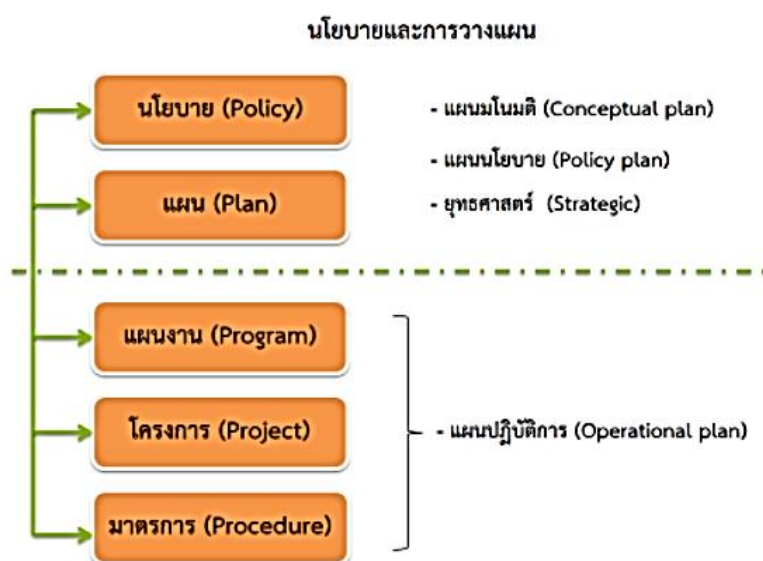 นโยบายและการวางแผน
นโยบาย (Policy)
- แผนมโนมติ (Conceptual plan)
- แผนนโยบาย (Policy plan)
แผน (Plan)
- ยุทธศาสตร์ (Strategic)
แผนงาน (Program)
โครงการ (Project)
- แผนปฎิบัติการ (Operational plan)
มาตรการ (Procedure)